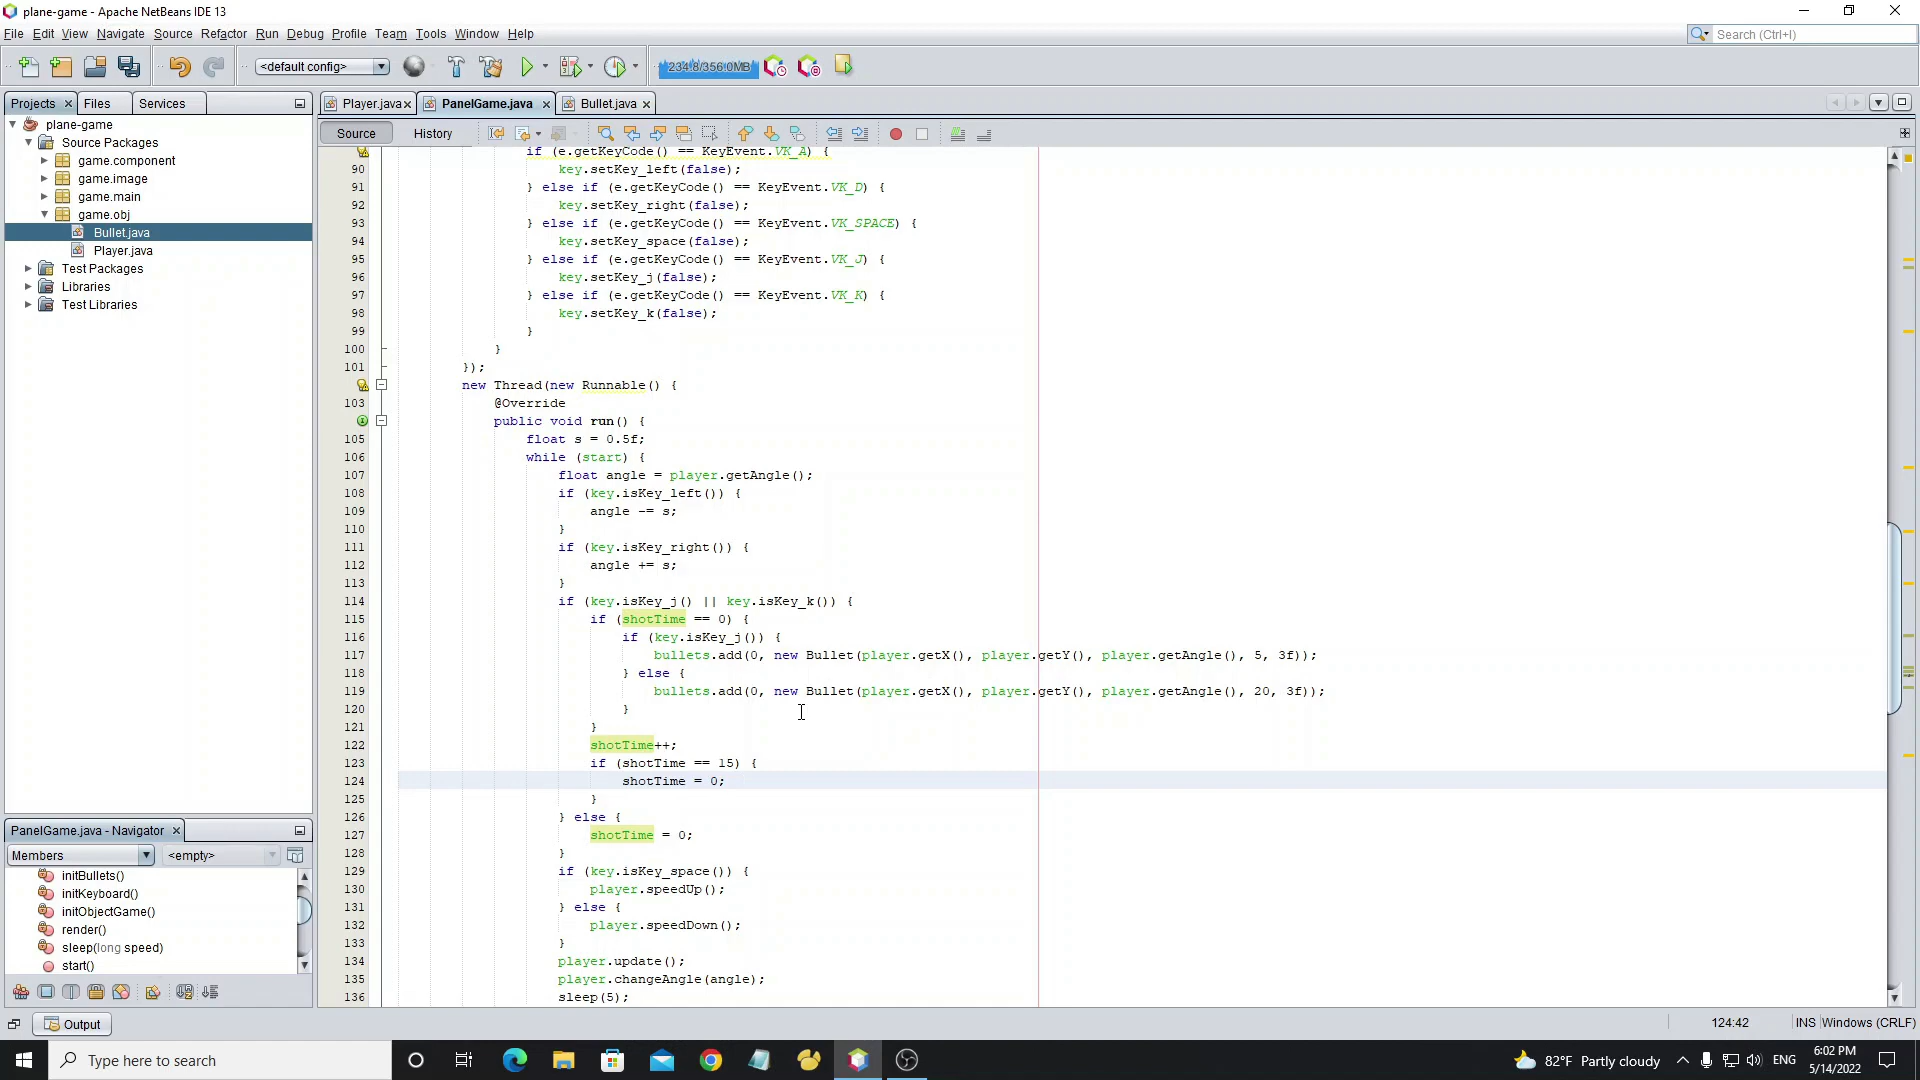 plane-game - Apache NetBeans IDE 13
File Edit View Navigate Source Refactor Run Debug Profile Team Tools Window Help
Search (Ctrl+I)
<default config>
234.8/356.0MB
Projects Files Services
Player.java PanelGame.java Bullet.java
Source History
plane-game
Source Packages
game.component
game.image
game.main
game.obj
Bullet.java
Player.java
Test Packages
Libraries
Test Libraries
if (e.getKeyCode() == KeyEvent.VK_A) {
90 key.setKey_left(false);
91 } else if (e.getKeyCode() == KeyEvent.VK_D) {
92 key.setKey_right(false);
93 } else if (e.getKeyCode() == KeyEvent.VK_SPACE) {
94 key.setKey_space(false);
95 } else if (e.getKeyCode() == KeyEvent.VK_J) {
96 key.setKey_j(false);
97 } else if (e.getKeyCode() == KeyEvent.VK_K) {
98 key.setKey_k(false);
99 }
100 }
101 });
new Thread(new Runnable() {
103 @Override
public void run() {
105 float s = 0.5f;
106 while (start) {
107 float angle = player.getAngle();
108 if (key.isKey_left()) {
109 angle -= s;
110 }
111 if (key.isKey_right()) {
112 angle += s;
113 }
114 if (key.isKey_j() || key.isKey_k()) {
115 if (shotTime == 0) {
116 if (key.isKey_j()) {
117 bullets.add(0, new Bullet(player.getX(), player.getY(), player.getAngle(), 5, 3f));
118 } else {
119 bullets.add(0, new Bullet(player.getX(), player.getY(), player.getAngle(), 20, 3f));
120 }
121 }
122 shotTime++;
123 if (shotTime == 15) {
124 shotTime = 0;
125 }
126 } else {
127 shotTime = 0;
128 }
129 if (key.isKey_space()) {
130 player.speedUp();
131 } else {
132 player.speedDown();
133 }
134 player.update();
135 player.changeAngle(angle);
136 sleep(5);
PanelGame.java - Navigator
Members <empty>
initBullets()
initKeyboard()
initObjectGame()
render()
sleep(long speed)
start()
Output
124:42 INS Windows (CRLF)
Type here to search
82°F Partly cloudy ENG
6:02 PM
5/14/2022